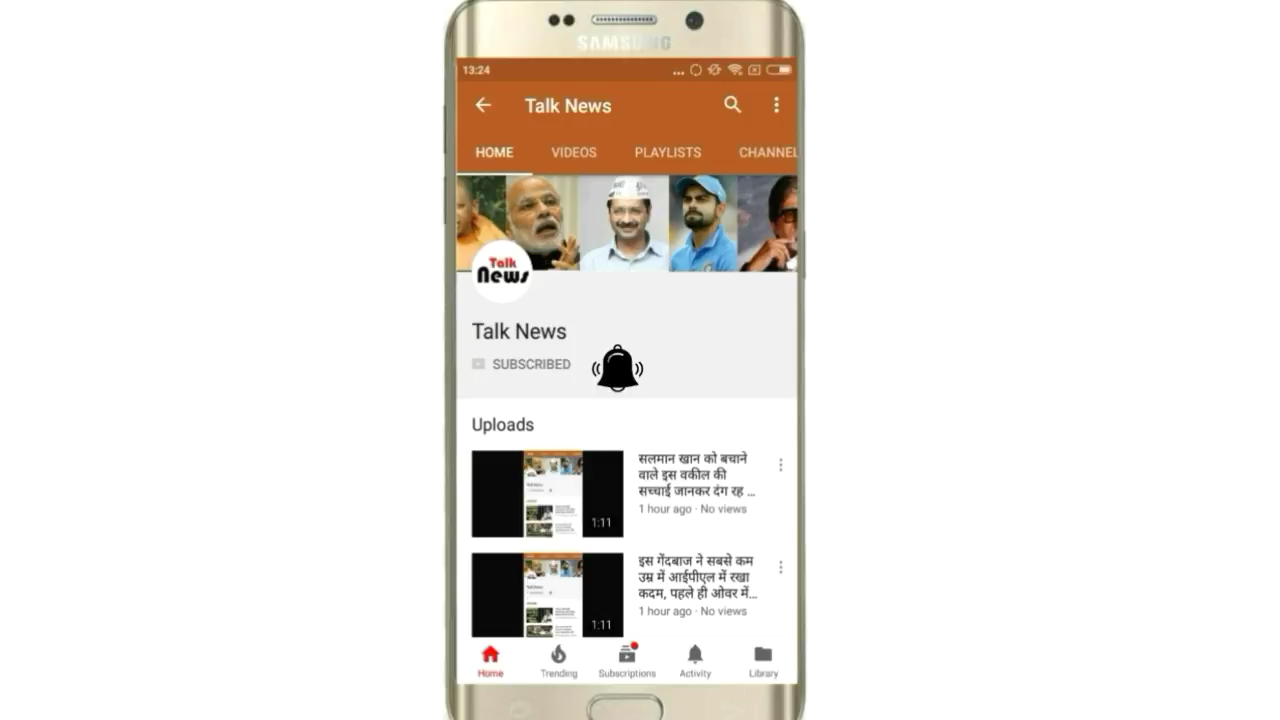 SAMSUNG
13:24
Talk News
HOME VIDEOS PLAYLISTS CHANNEL
Talk
News
Talk News
SUBSCRIBED
Uploads
सलमान खान को बचाने
वाले इस वकील की
सच्चाई जानकर दंग रह ...
1 hour ago · No views
1:11
इस गेंदबाज ने सबसे कम
उम्र में आईपीएल में रखा
कदम, पहले ही ओवर में...
1 hour ago · No views
1:11
Home Trending Subscriptions Activity Library